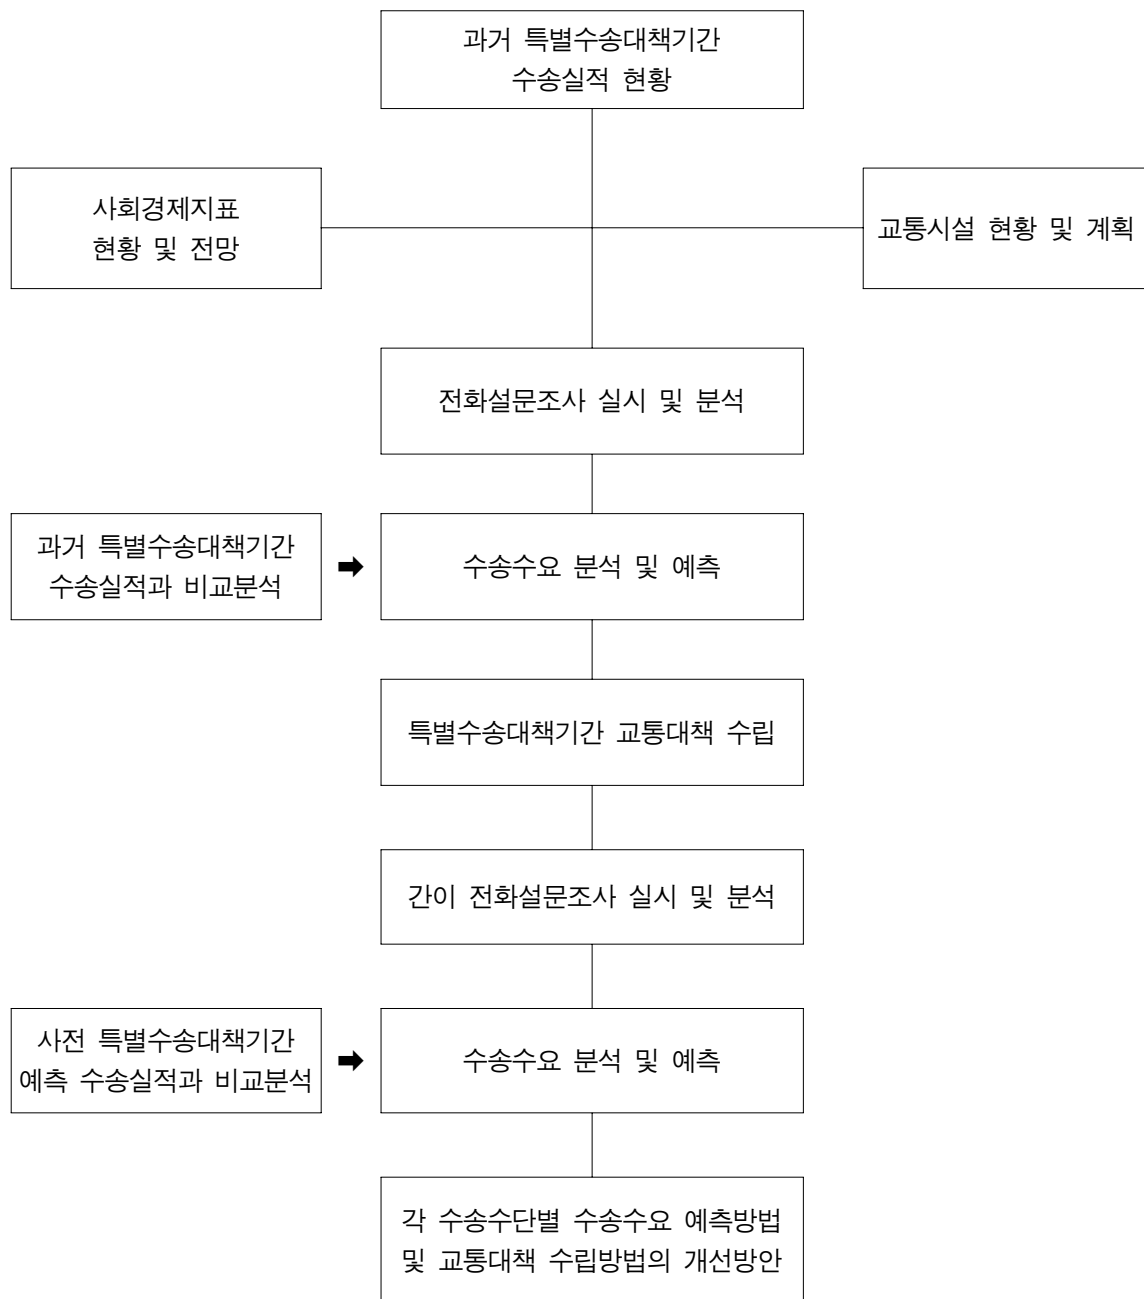 과거 특별수송대책기간
수송실적 현황
사회경제지표
현황 및 전망
교통시설 현황 및 계획
전화설문조사 실시 및 분석
과거 특별수송대책기간
수송실적과 비교분석
수송수요 분석 및 예측
특별수송대책기간 교통대책 수립
간이 전화설문조사 실시 및 분석
사전 특별수송대책기간
예측 수송실적과 비교분석
수송수요 분석 및 예측
각 수송수단별 수송수요 예측방법
및 교통대책 수립방법의 개선방안